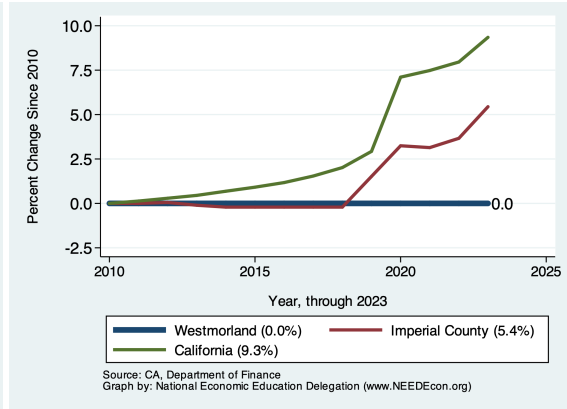 Percent Change Since 2010
10.0
7.5
5.0
2.5
0.0
-2.5
0.0
2010 2015 2020 2025
Year, through 2023
Westmorland (0.0%) Imperial County (5.4%)
California (9.3%)
Source: CA, Department of Finance
Graph by: National Economic Education Delegation (www.NEEDEcon.org)